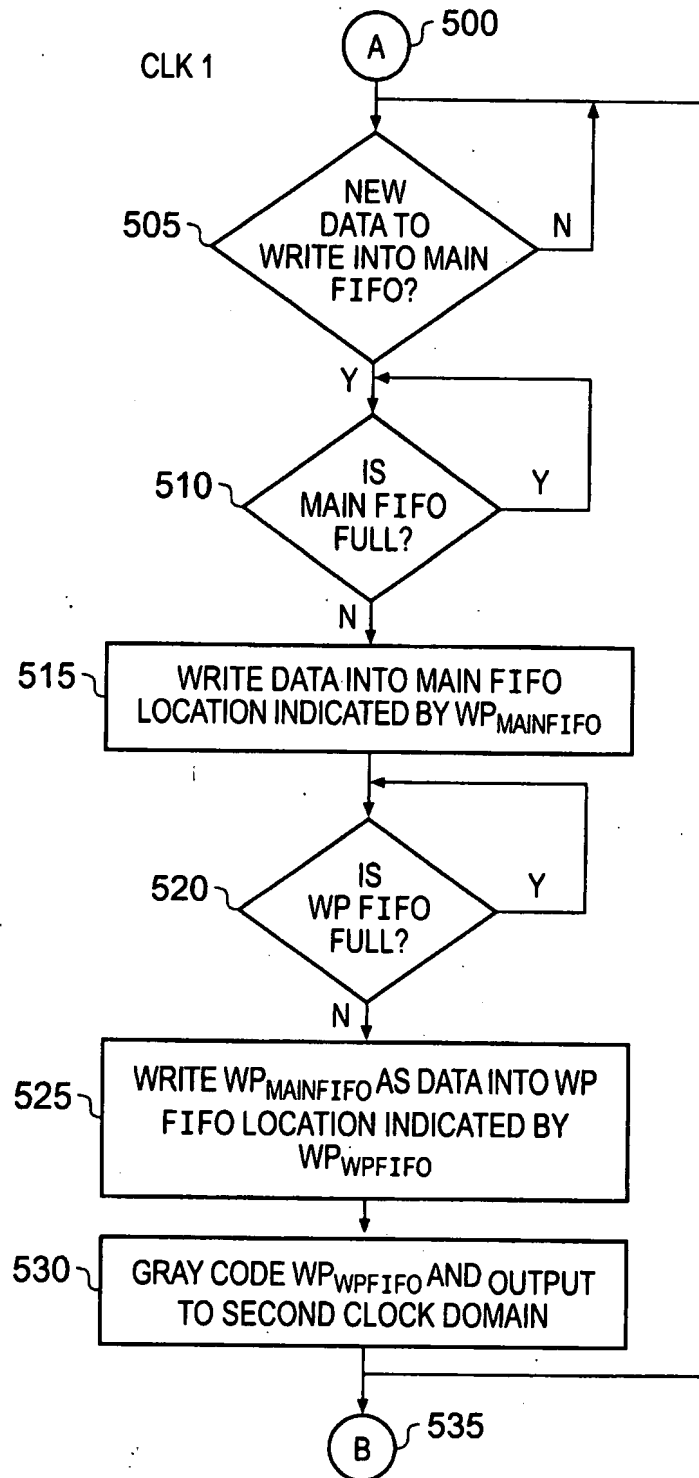 A
500
CLK 1
505
NEW
DATA TO
WRITE INTO MAIN
FIFO?
N
Y
510
IS
MAIN FIFO
FULL?
Y
N
515
WRITE DATA INTO MAIN FIFO
LOCATION INDICATED BY WPMAINFIFO
520
IS
WP FIFO
FULL?
Y
N
525
WRITE WPMAINFIFO AS DATA INTO WP
FIFO LOCATION INDICATED BY
WPWPFIFO
530
GRAY CODE WPWPFIFO AND OUTPUT
TO SECOND CLOCK DOMAIN
B
535